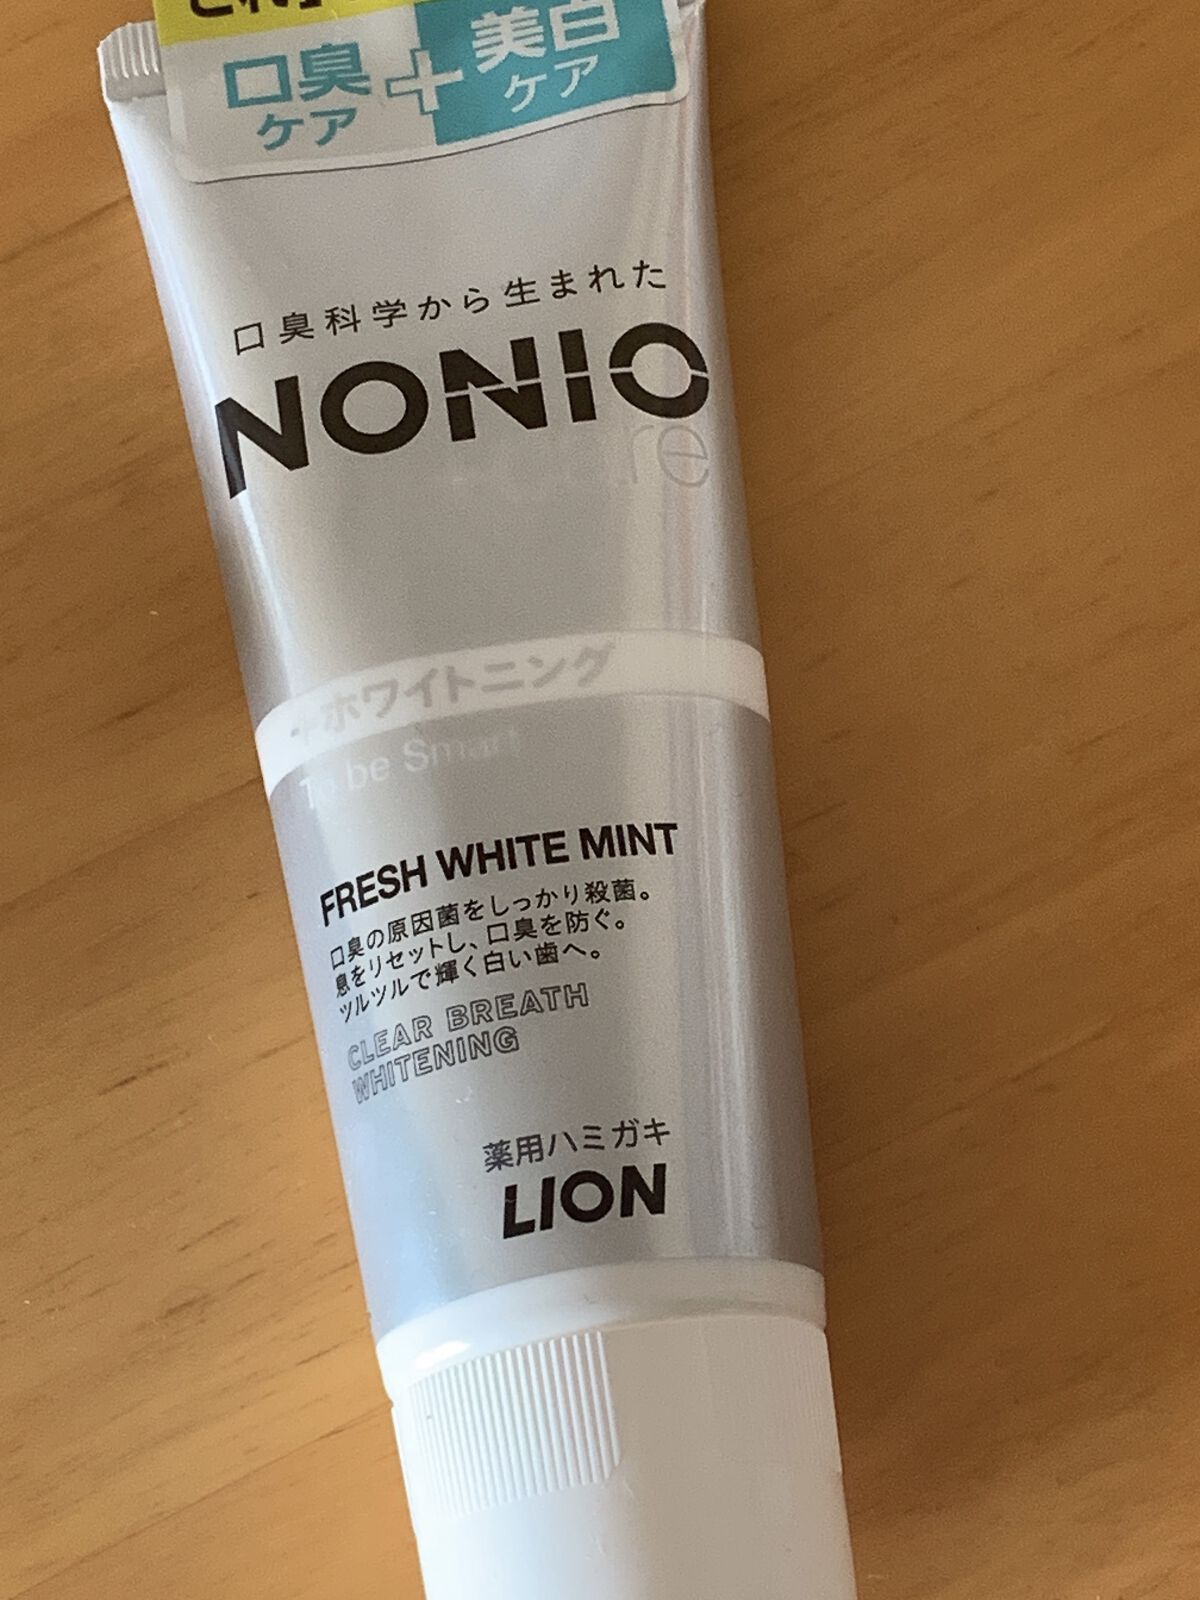 口臭
ケア
+
美白
ケア
口臭科学から生まれた
NONIO
+ホワイトニング
To be Smart
FRESH WHITE MINT
口臭の原因菌をしっかり殺菌。
息をリセットし、口臭を防ぐ。
ツルツルで輝く白い歯へ。
CLEAR BREATH
WHITENING
薬用ハミガキ
LION